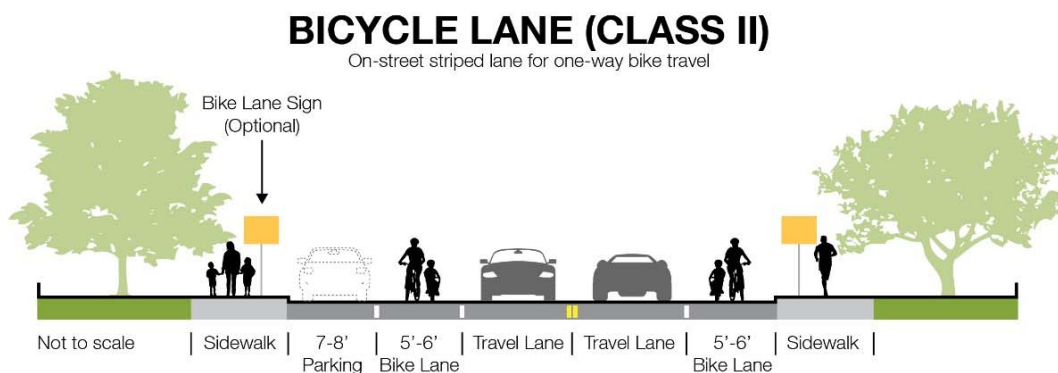 BICYCLE LANE (CLASS II)
On-street striped lane for one-way bike travel
Bike Lane Sign
(Optional)
Not to scale
Sidewalk
7-8’
Parking
5’-6’
Bike Lane
Travel Lane
Travel Lane
5’-6’
Bike Lane
Sidewalk